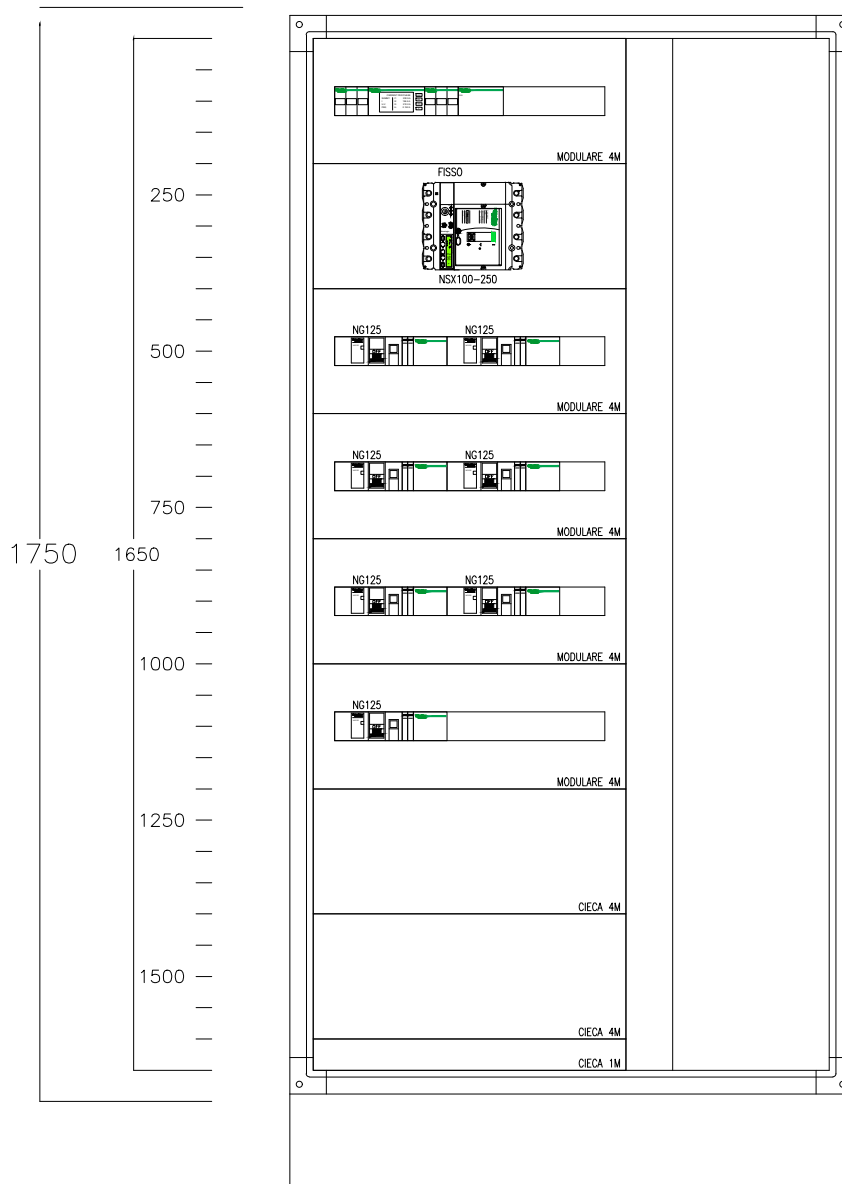 MODULARE 4M
FISSO
250
NSX100-250
NG125 NG125
500
MODULARE 4M
NG125 NG125
750
MODULARE 4M
1750
1650
NG125 NG125
1000
MODULARE 4M
NG125
MODULARE 4M
1250
CIECA 4M
1500
CIECA 4M
CIECA 1M